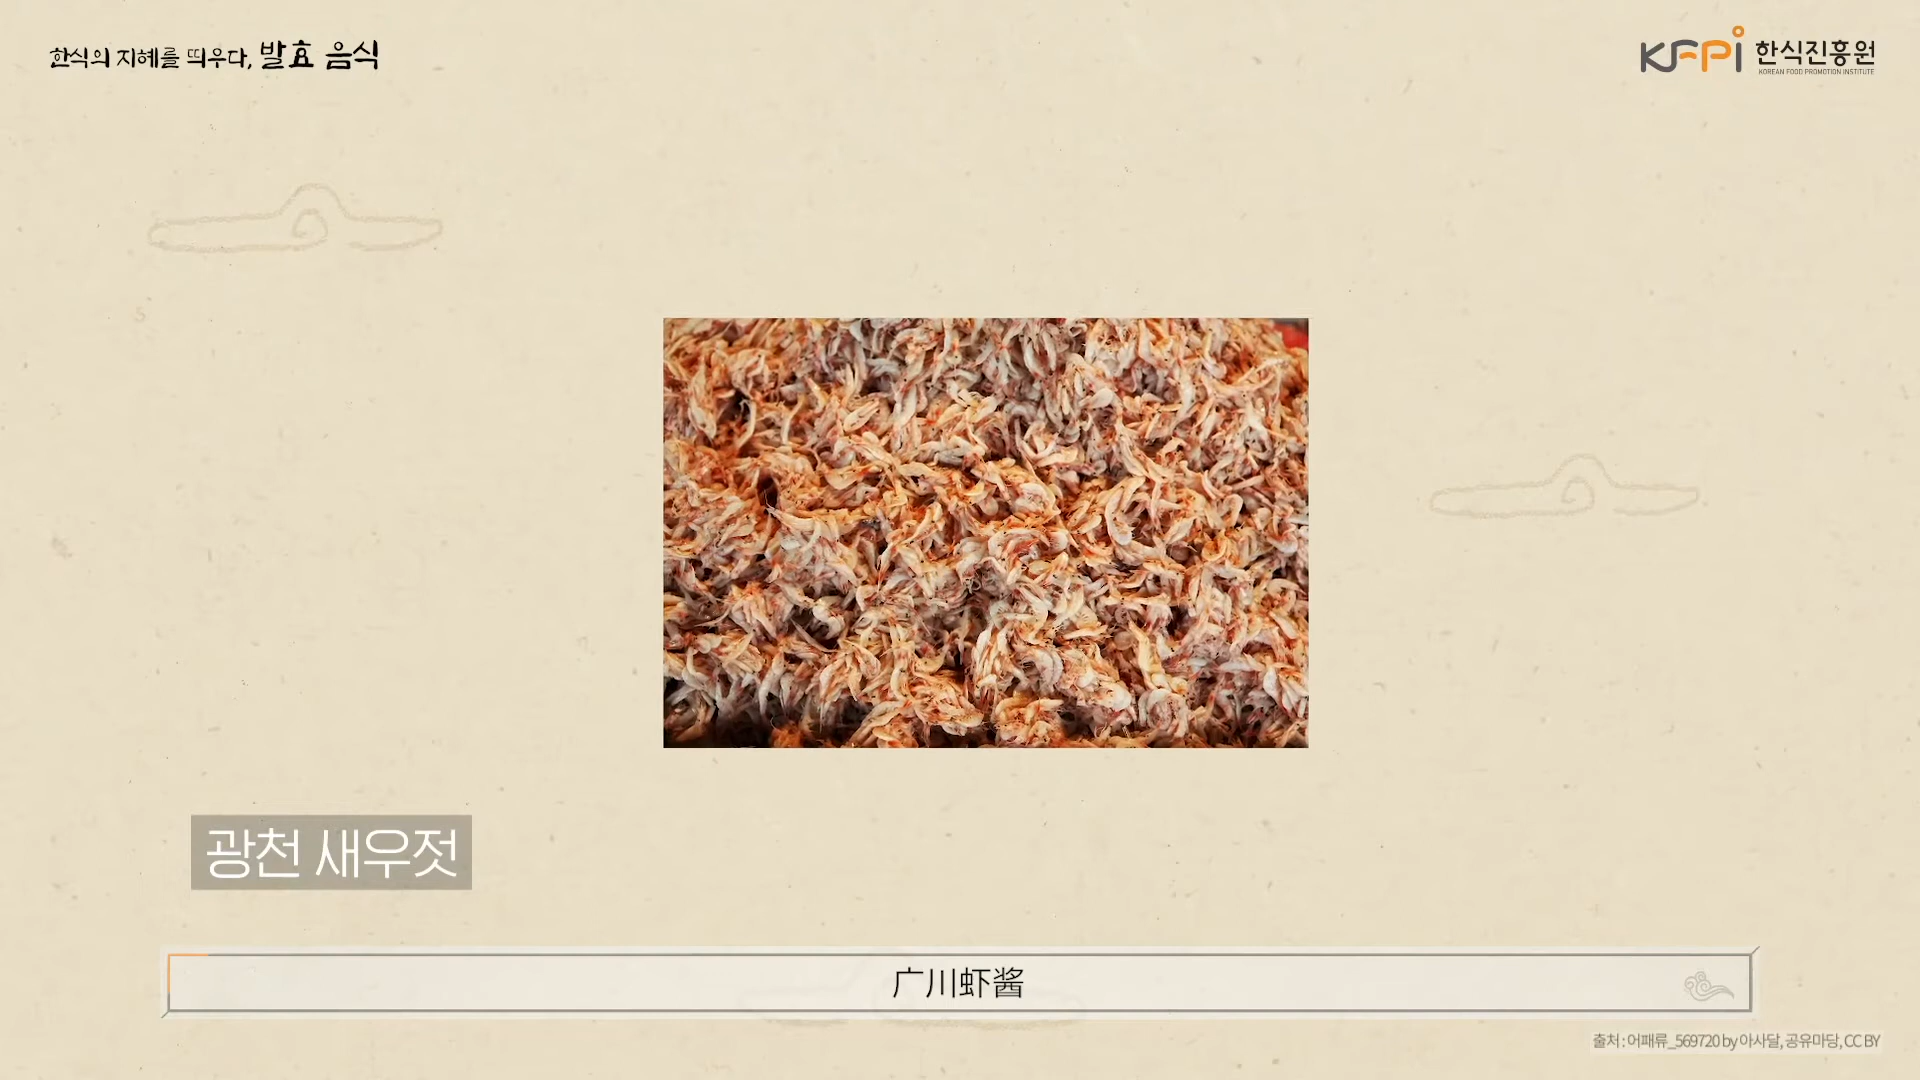 한식의 지혜를 띄우다, 발효 음식
KFPi 한식진흥원
KOREAN FOOD PROMOTION INSTITUTE
광천 새우젓
广川虾酱
출처 : 어패류_569720 by 아사달, 공유마당, CC BY